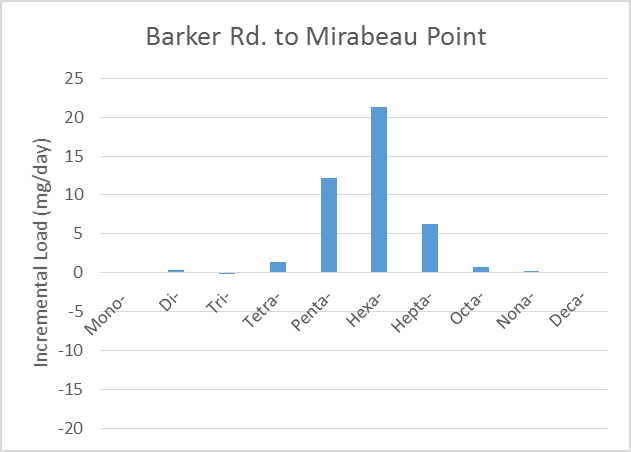 Barker Rd. to Mirabeau Point
Incremental Load (mg/day)
25
20
15
10
5
0
-5
-10
-15
-20
Mono-
Di-
Tri-
Tetra-
Penta-
Hexa-
Hepta-
Octa-
Nona-
Deca-